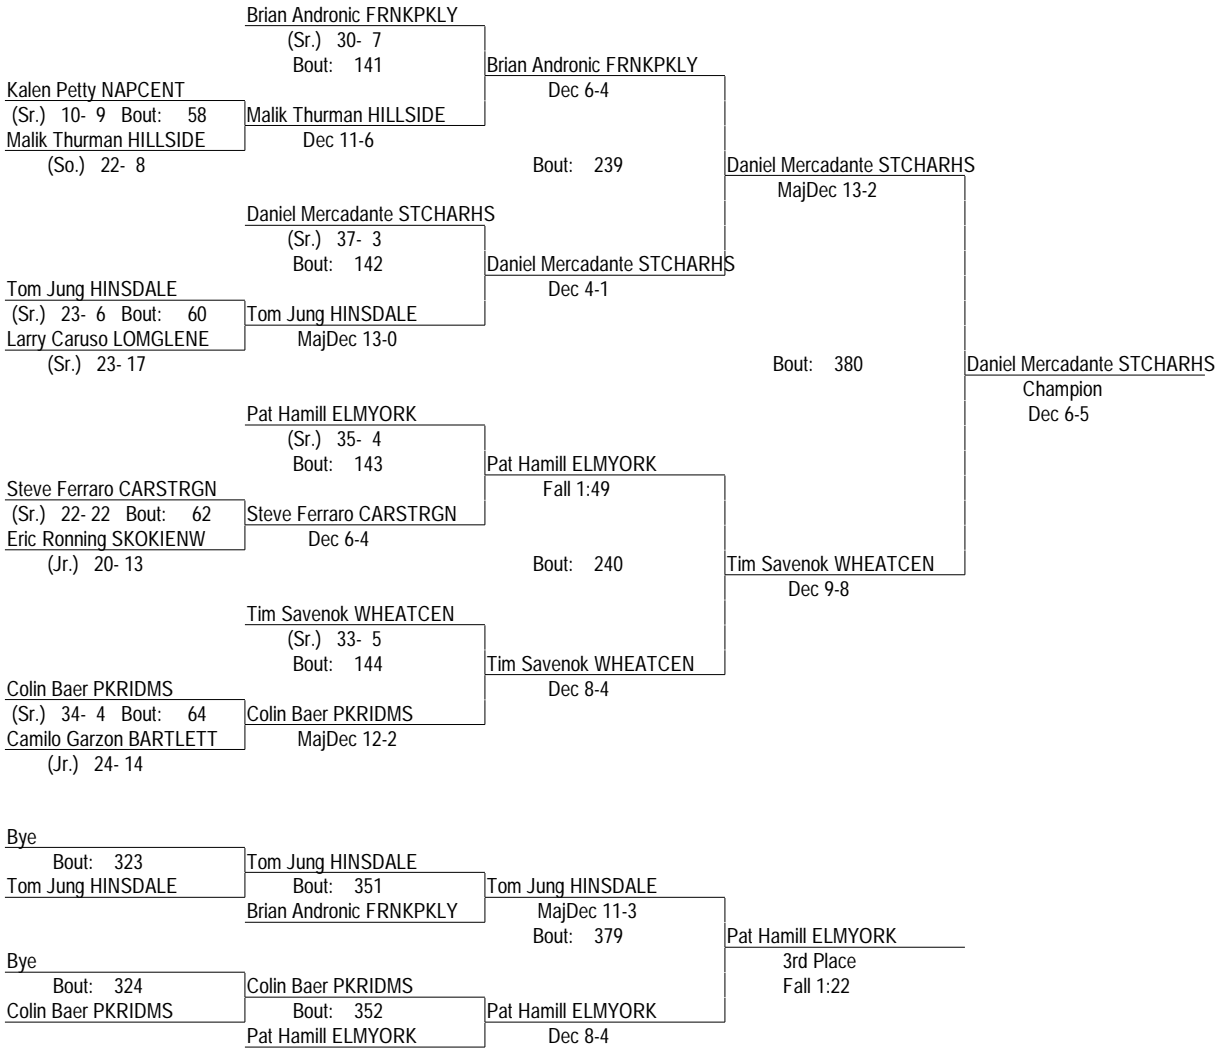 Brian Andronic FRNKPKLY
(Sr.) 30- 7
Bout: 141
Brian Andronic FRNKPKLY
Dec 6-4
Kalen Petty NAPCENT
(Sr.) 10- 9 Bout: 58
Malik Thurman HILLSIDE
Malik Thurman HILLSIDE
Dec 11-6
(So.) 22- 8
Bout: 239
Daniel Mercadante STCHARHS
MajDec 13-2
Daniel Mercadante STCHARHS
(Sr.) 37- 3
Bout: 142
Daniel Mercadante STCHARHS
Dec 4-1
Tom Jung HINSDALE
(Sr.) 23- 6 Bout: 60
Tom Jung HINSDALE
Larry Caruso LOMGLENE
MajDec 13-0
(Sr.) 23- 17
Bout: 380
Daniel Mercadante STCHARHS
Champion
Dec 6-5
Pat Hamill ELMYORK
(Sr.) 35- 4
Bout: 143
Pat Hamill ELMYORK
Fall 1:49
Steve Ferraro CARSTRGN
(Sr.) 22- 22 Bout: 62
Steve Ferraro CARSTRGN
Eric Ronning SKOKIENW
Dec 6-4
(Jr.) 20- 13
Bout: 240
Tim Savenok WHEATCEN
Dec 9-8
Tim Savenok WHEATCEN
(Sr.) 33- 5
Bout: 144
Tim Savenok WHEATCEN
Dec 8-4
Colin Baer PKRIDMS
(Sr.) 34- 4 Bout: 64
Colin Baer PKRIDMS
Camilo Garzon BARTLETT
MajDec 12-2
(Jr.) 24- 14
Bye
Bout: 323
Tom Jung HINSDALE
Tom Jung HINSDALE
Bout: 351
Tom Jung HINSDALE
Brian Andronic FRNKPKLY
MajDec 11-3
Bout: 379
Pat Hamill ELMYORK
3rd Place
Fall 1:22
Bye
Bout: 324
Colin Baer PKRIDMS
Colin Baer PKRIDMS
Bout: 352
Pat Hamill ELMYORK
Pat Hamill ELMYORK
Dec 8-4